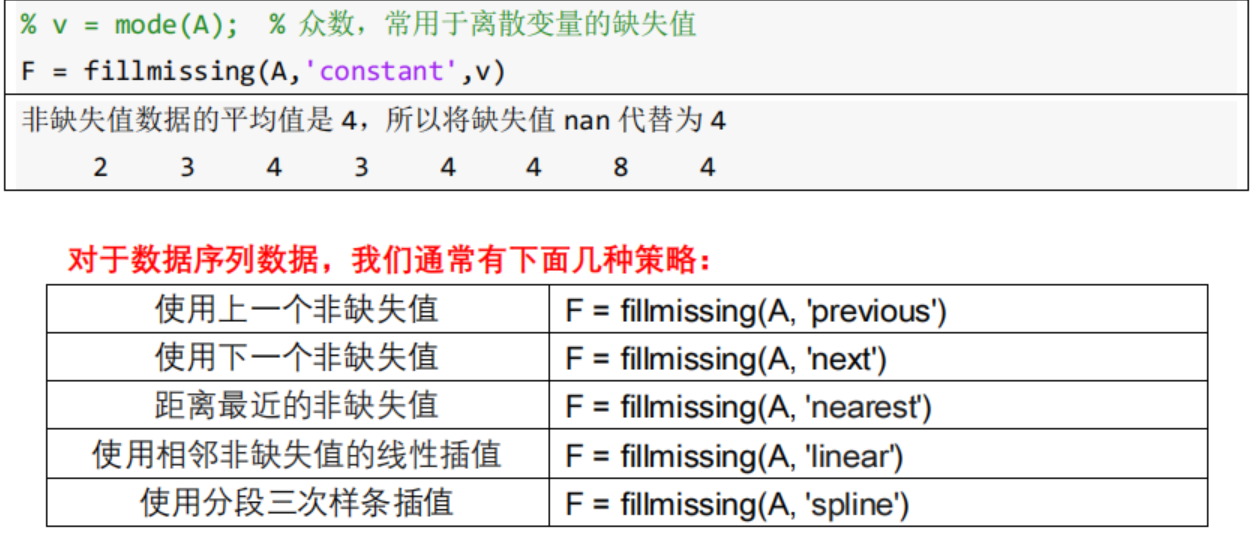 % v = mode(A);  % 众数，常用于离散变量的缺失值
F = fillmissing(A,'constant',v)
非缺失值数据的平均值是 4，所以将缺失值 nan 代替为 4
2 3 4 3 4 4 8 4
对于数据序列数据，我们通常有下面几种策略：
使用上一个非缺失值 F = fillmissing(A, 'previous')
使用下一个非缺失值 F = fillmissing(A, 'next')
距离最近的非缺失值 F = fillmissing(A, 'nearest')
使用相邻非缺失值的线性插值 F = fillmissing(A, 'linear')
使用分段三次样条插值 F = fillmissing(A, 'spline')